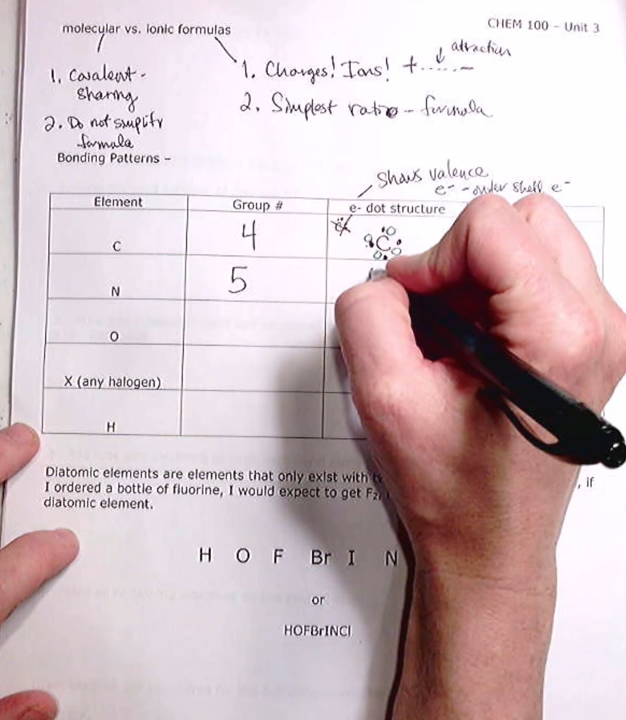 CHEM 100 - Unit 3
molecular vs. ionic formulas
attraction
1. Covalent -
sharing
2. Do not simplify
formula
1. Charges! Ions! + ...... -
2. Simplest ratio - formula
Bonding Patterns -
Shows valence
e- - outer shell e-
Element Group # e- dot structure
C 4 C
N 5
O
X (any halogen)
H
Diatomic elements are elements that only exist with
I ordered a bottle of fluorine, I would expect to get F2, , if
diatomic element.
H O F Br I N
or
HOFBrINCl